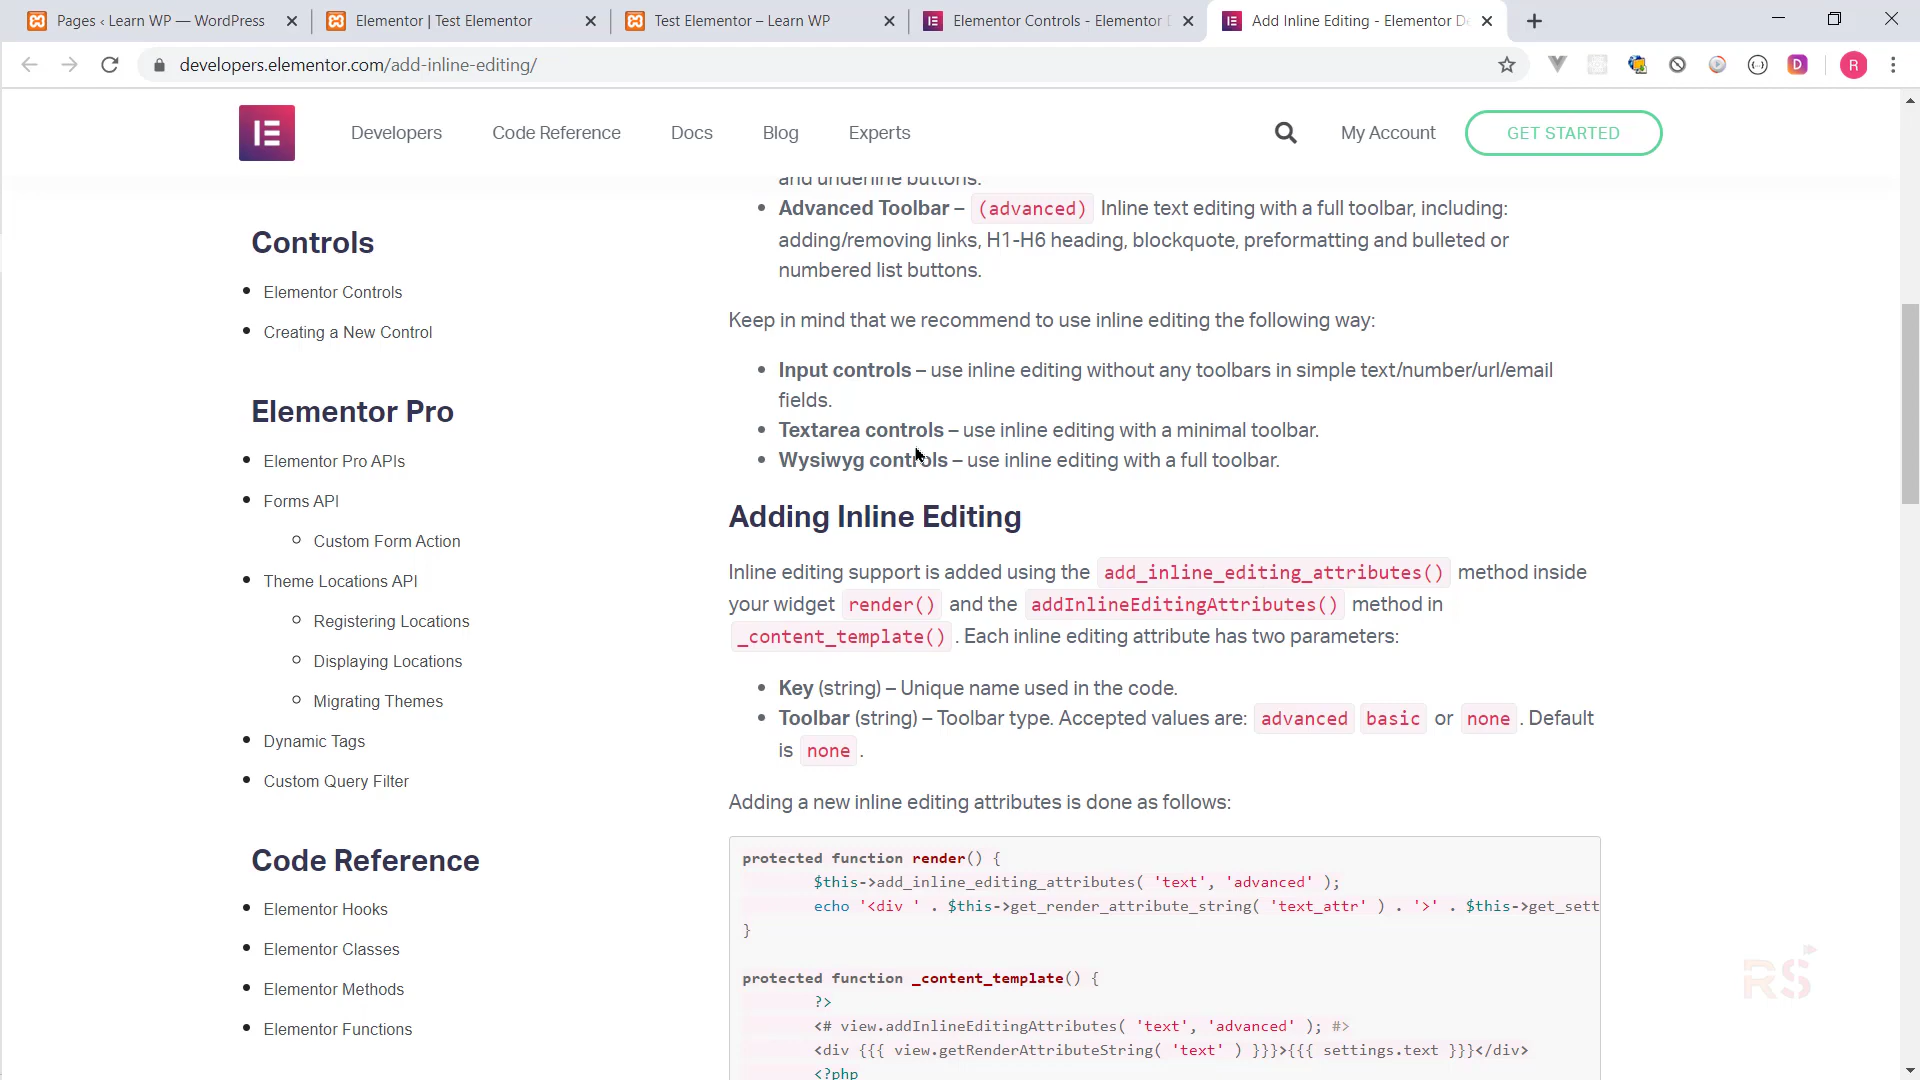 Pages ‹ Learn WP — WordPress
Elementor | Test Elementor
Test Elementor – Learn WP
Elementor Controls - Elementor
Add Inline Editing - Elementor De
developers.elementor.com/add-inline-editing/
D
R
Developers
Code Reference
Docs
Blog
Experts
My Account
GET STARTED
and underline buttons.
• Advanced Toolbar – (advanced) Inline text editing with a full toolbar, including:
adding/removing links, H1-H6 heading, blockquote, preformatting and bulleted or
numbered list buttons.
Keep in mind that we recommend to use inline editing the following way:
• Input controls – use inline editing without any toolbars in simple text/number/url/email
fields.
• Textarea controls – use inline editing with a minimal toolbar.
• Wysiwyg controls – use inline editing with a full toolbar.
Adding Inline Editing
Inline editing support is added using the add_inline_editing_attributes() method inside
your widget render() and the addInlineEditingAttributes() method in
_content_template() . Each inline editing attribute has two parameters:
• Key (string) – Unique name used in the code.
• Toolbar (string) – Toolbar type. Accepted values are: advanced basic or none . Default
is none .
Adding a new inline editing attributes is done as follows:
protected function render() {
$this->add_inline_editing_attributes( 'text', 'advanced' );
echo '<div ' . $this->get_render_attribute_string( 'text_attr' ) . '>' . $this->get_sett
}
protected function _content_template() {
?>
<# view.addInlineEditingAttributes( 'text', 'advanced' ); #>
<div {{{ view.getRenderAttributeString( 'text' ) }}}>{{{ settings.text }}}</div>
<?php
Controls
• Elementor Controls
• Creating a New Control
Elementor Pro
• Elementor Pro APIs
• Forms API
Custom Form Action
• Theme Locations API
Registering Locations
Displaying Locations
Migrating Themes
• Dynamic Tags
• Custom Query Filter
Code Reference
• Elementor Hooks
• Elementor Classes
• Elementor Methods
• Elementor Functions
RS